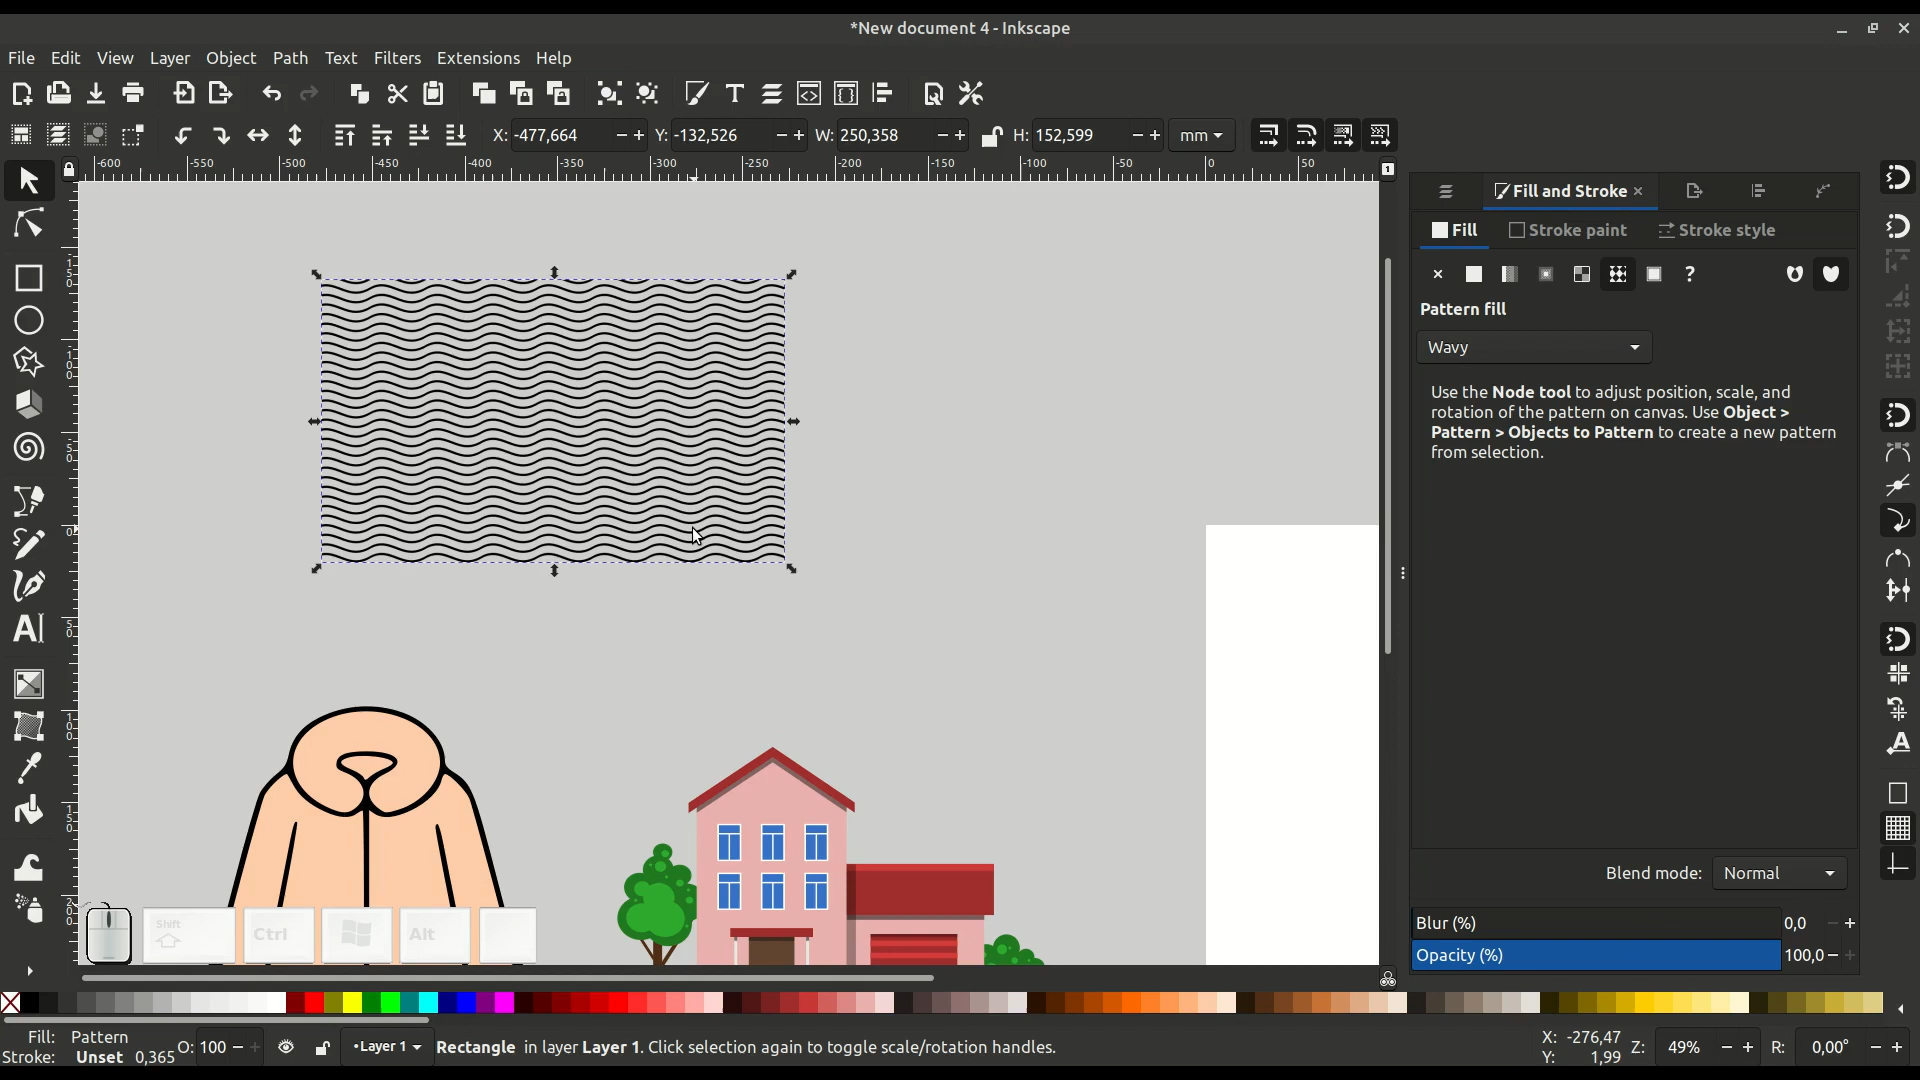 *New document 4 - Inkscape
File Edit View Layer Object Path Text Filters Extensions Help
X: -477,664 − + Y: -132,526 − + W: 250,358 − + H: 152,599 − + mm
-600 -550 -500 -450 -400 -350 -300 -250 -200 -150 -100 -50 0 50
Fill and Stroke
Fill Stroke paint Stroke style
Pattern fill
Wavy
Use the Node tool to adjust position, scale, and
rotation of the pattern on canvas. Use Object >
Pattern > Objects to Pattern to create a new pattern
from selection.
Blend mode: Normal
Blur (%) 0,0 − +
Opacity (%) 100,0 − +
Shift Ctrl Alt
Fill: Pattern
Stroke: Unset 0,365
O: 100 − +
•Layer 1
Rectangle in layer Layer 1. Click selection again to toggle scale/rotation handles.
X: -276,47
Y: 1,99
Z: 49% − +
R: 0,00° − +